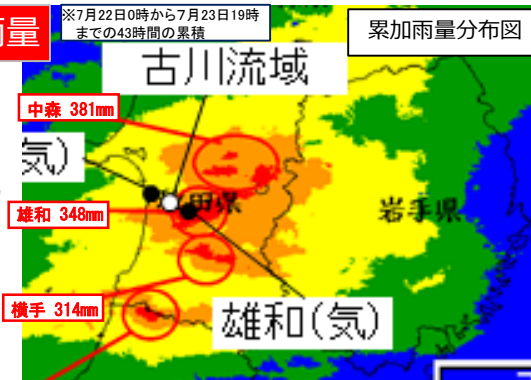 雨量
※7月22日0時から7月23日19時
までの43時間の累積
累加雨量分布図
古川流域
中森 381mm
気)
雄和 348mm
田県
岩手県
横手 314mm
雄和(気)